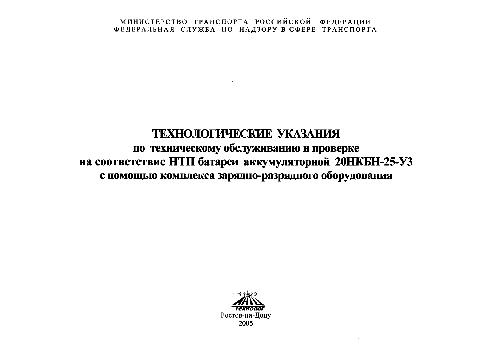 МИНИСТЕРСТВО ТРАНСПОРТА РОССИЙСКОЙ ФЕДЕРАЦИИ
ФЕДЕРАЛЬНАЯ СЛУЖБА ПО НАДЗОРУ В СФЕРЕ ТРАНСПОРТА
ТЕХНОЛОГИЧЕСКИЕ УКАЗАНИЯ
по техническому обслуживанию и проверке
на соответствие НТП батареи аккумуляторной 20НКБН-25-У3
с помощью комплекса зарядно-разрядного оборудования
Ростов-на-Дону
2005